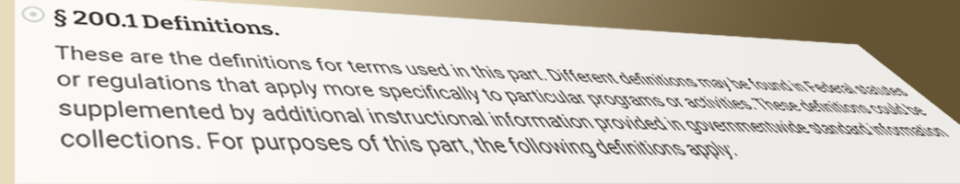 § 200.1 Definitions.
These are the definitions for terms used in this part. Different definitions may be found in Federal statutes
or regulations that apply more specifically to particular programs or activities. These definitions could be
supplemented by additional instructional information provided in governmentwide standard information
collections. For purposes of this part, the following definitions apply: